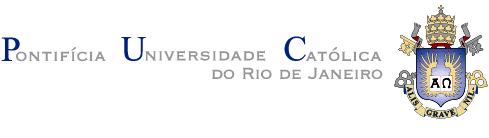 Pontifícia Universidade Católica
do Rio de Janeiro
ΑΩ
ALIS GRAVE NIL